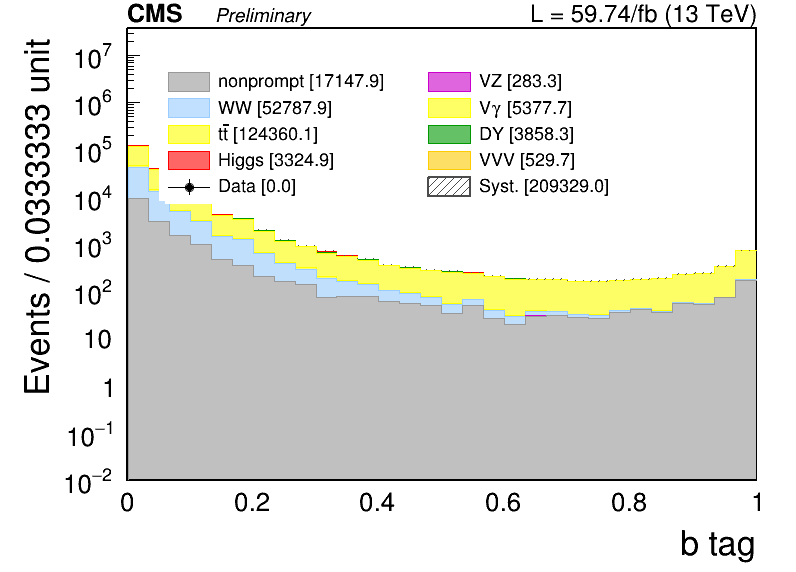 CMS Preliminary L = 59.74/fb (13 TeV)
Events / 0.0333333 unit
10^7
10^6
10^5
10^4
10^3
10^2
10
1
10^−1
10^−2
nonprompt [17147.9]
WW [52787.9]
tt̄ [124360.1]
Higgs [3324.9]
Data [0.0]
VZ [283.3]
Vγ [5377.7]
DY [3858.3]
VVV [529.7]
Syst. [209329.0]
0 0.2 0.4 0.6 0.8 1
b tag